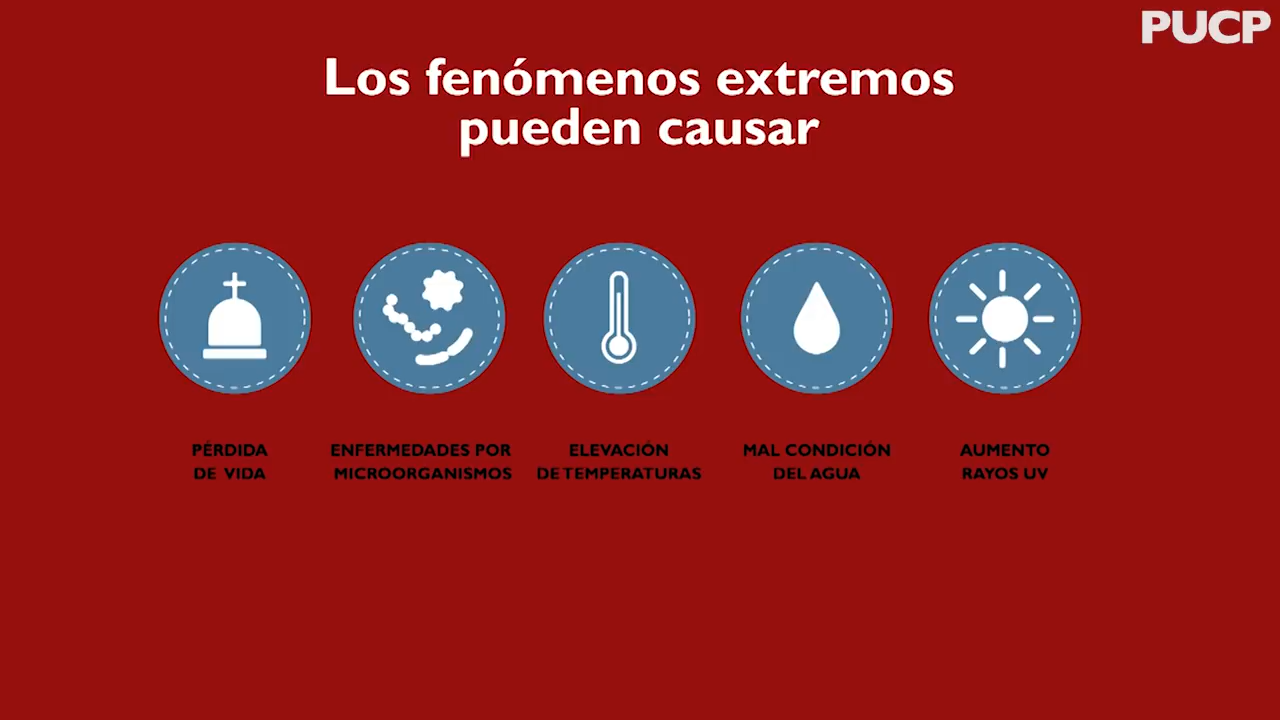 PUCP
Los fenómenos extremos
pueden causar
PÉRDIDA
DE VIDA
ENFERMEDADES POR
MICROORGANISMOS
ELEVACIÓN
DE TEMPERATURAS
MAL CONDICIÓN
DEL AGUA
AUMENTO
RAYOS UV